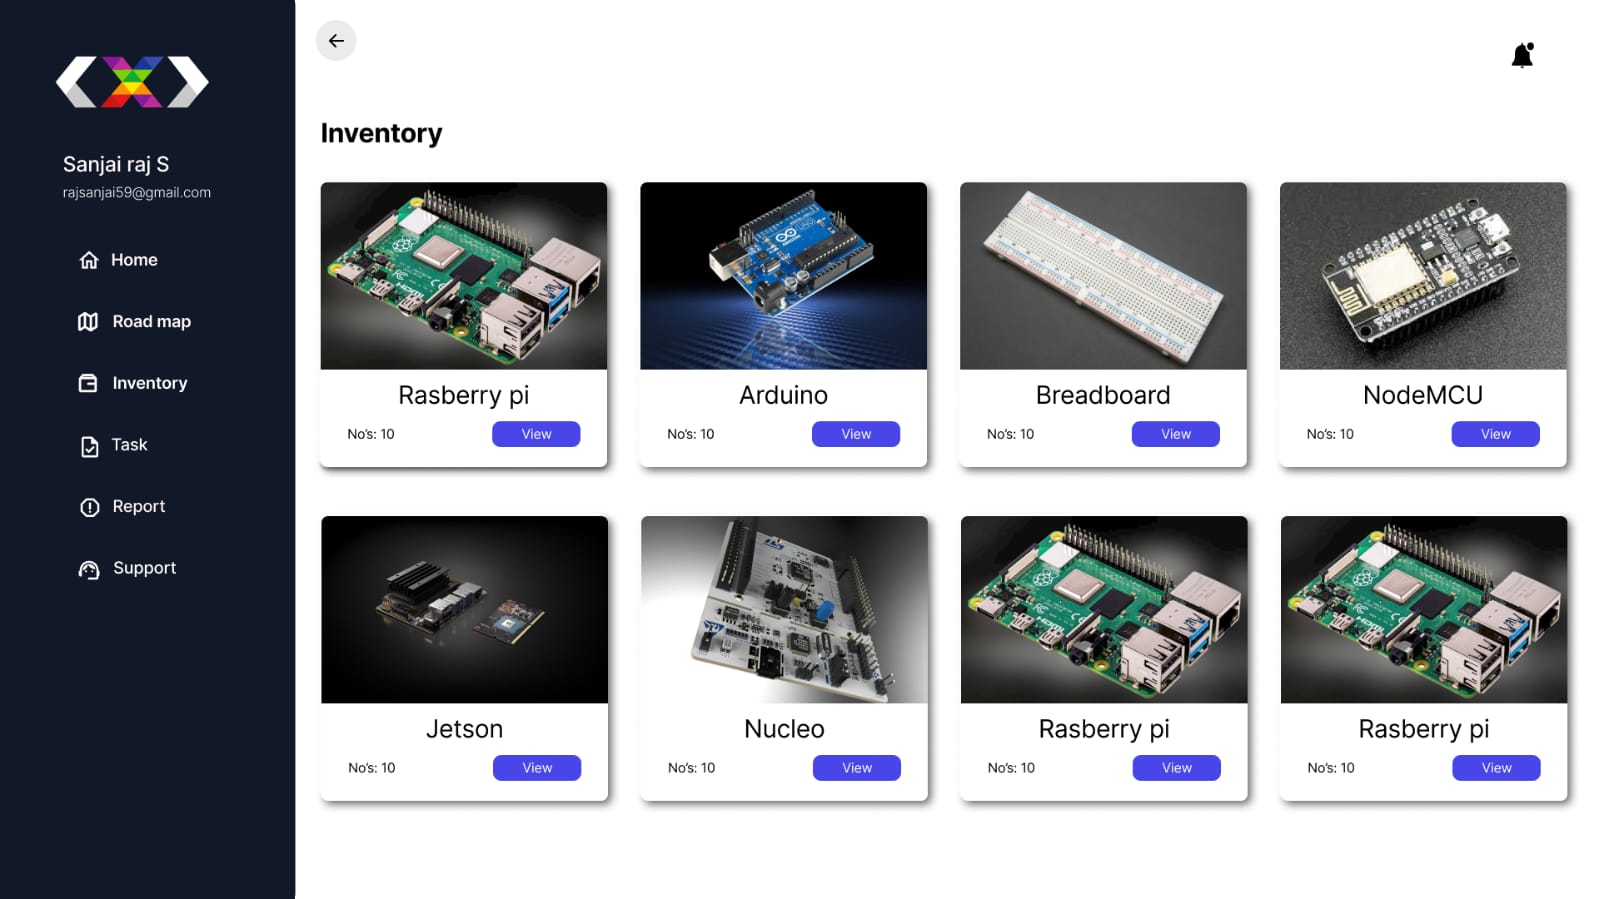 Sanjai raj S
rajsanjai59@gmail.com
Home
Road map
Inventory
Task
Report
Support
Inventory
Rasberry pi
No's: 10
View
Arduino
No's: 10
View
Breadboard
No's: 10
View
NodeMCU
No's: 10
View
Jetson
No's: 10
View
Nucleo
No's: 10
View
Rasberry pi
No's: 10
View
Rasberry pi
No's: 10
View